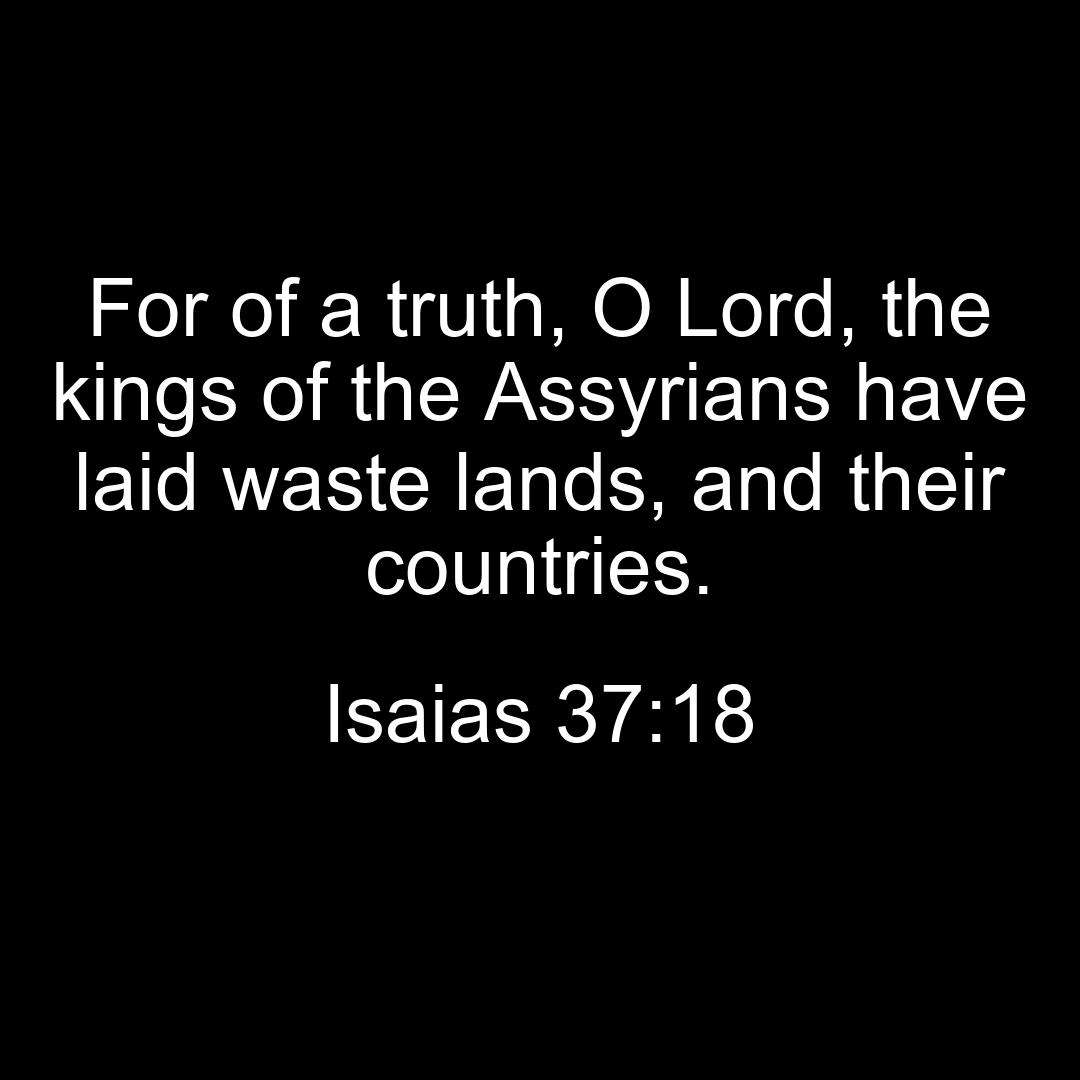 For of a truth, O Lord, the
kings of the Assyrians have
laid waste lands, and their
countries.
Isaias 37:18